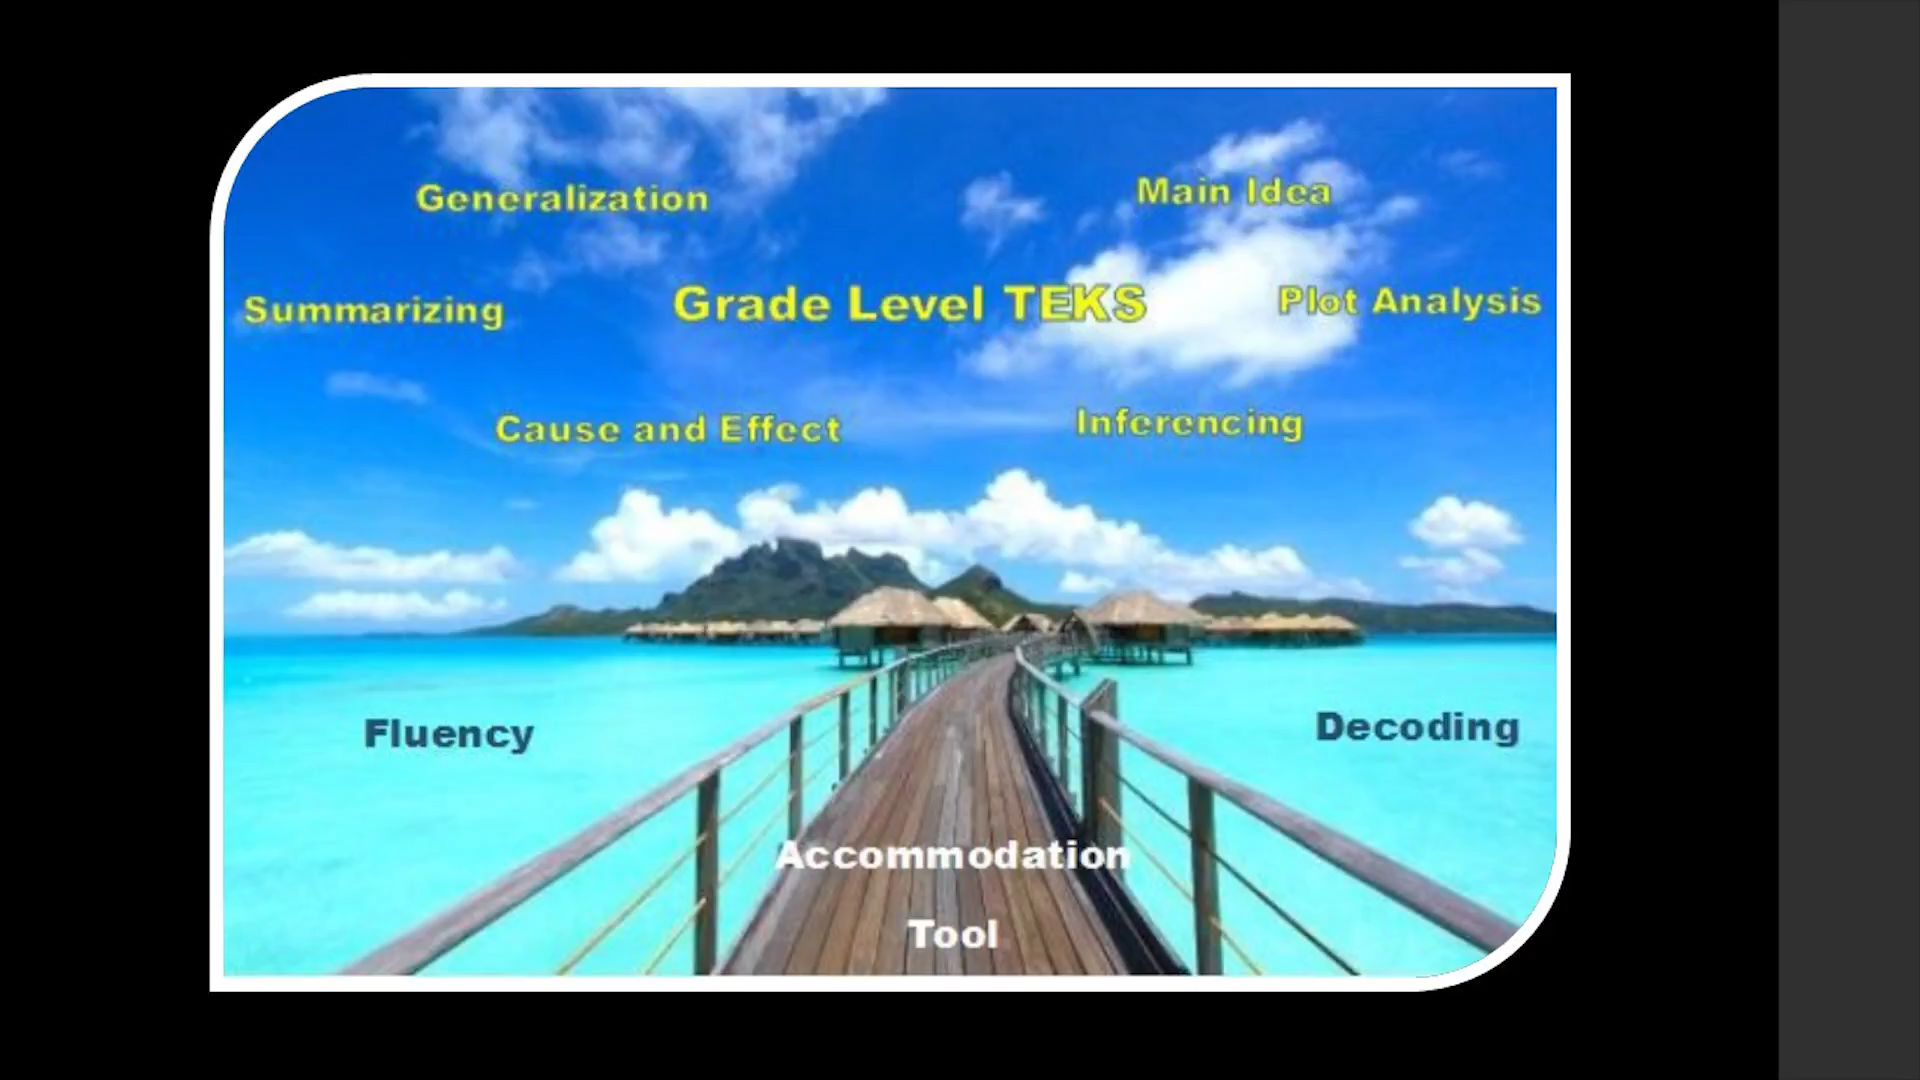 Generalization
Main Idea
Summarizing
Grade Level TEKS
Plot Analysis
Cause and Effect
Inferencing
Fluency
Decoding
Accommodation
Tool